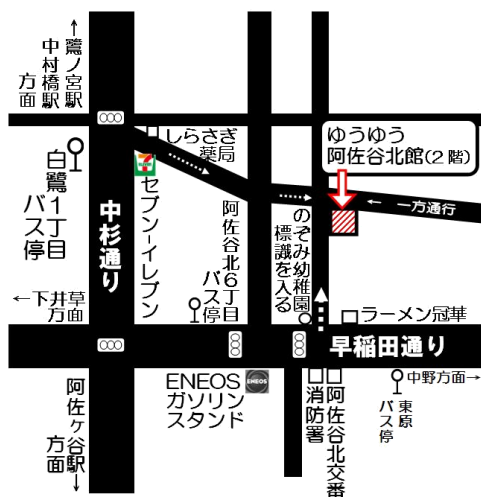 ↑鷺ノ宮駅
中村橋駅
方面
しらさぎ
薬局
ゆうゆう
阿佐谷北館(2階)
白鷺1丁目
バス停
中杉通り
セブン-イレブン
阿佐谷北6丁目
バス停
のぞみ幼稚園
標識を入る
←一方通行
←下井草
方面
ラーメン冠華
早稲田通り
阿佐ヶ谷駅
方面↓
ENEOS
ガソリン
スタンド
ENEOS
消防署
阿佐谷北交番
中野方面→
東原
バス停